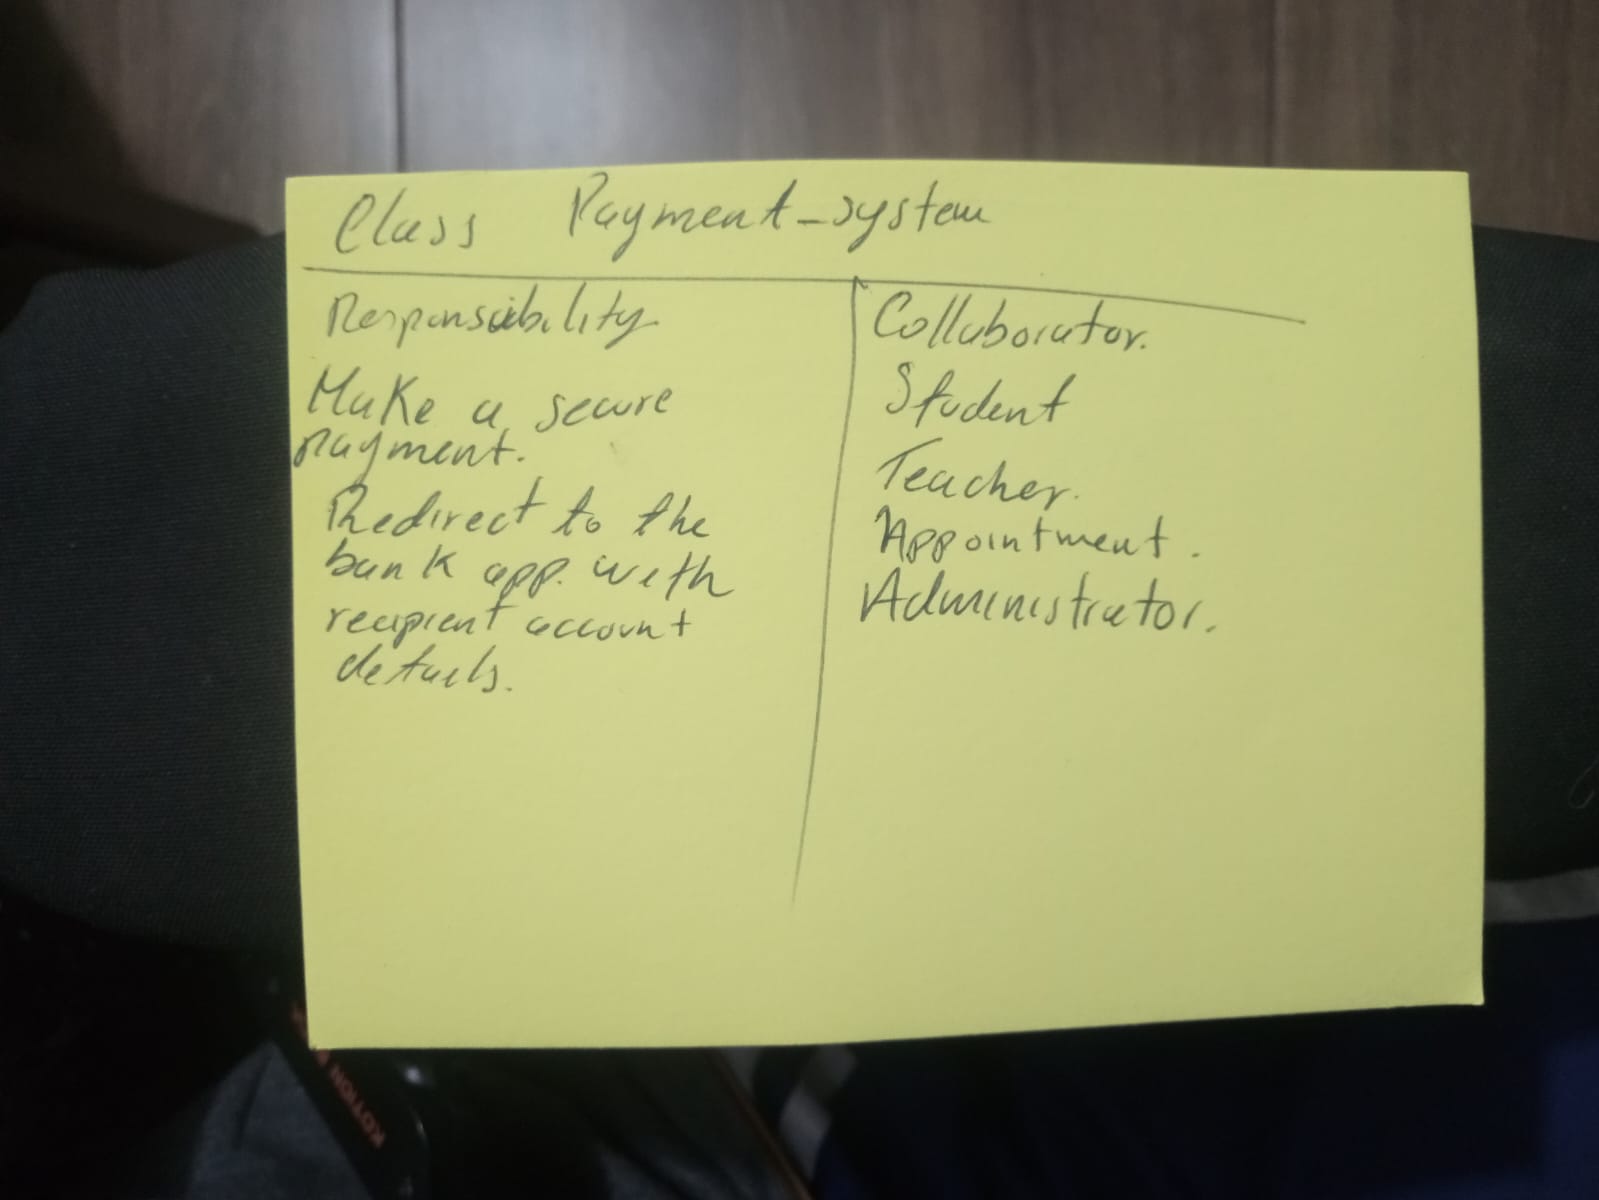 Class Payment_system
Responsibility
Make a secure
payment.
Redirect to the
bank app. with
recipient account
details.
Collaborator.
Student
Teacher.
Appointment.
Administrator.
KOTION